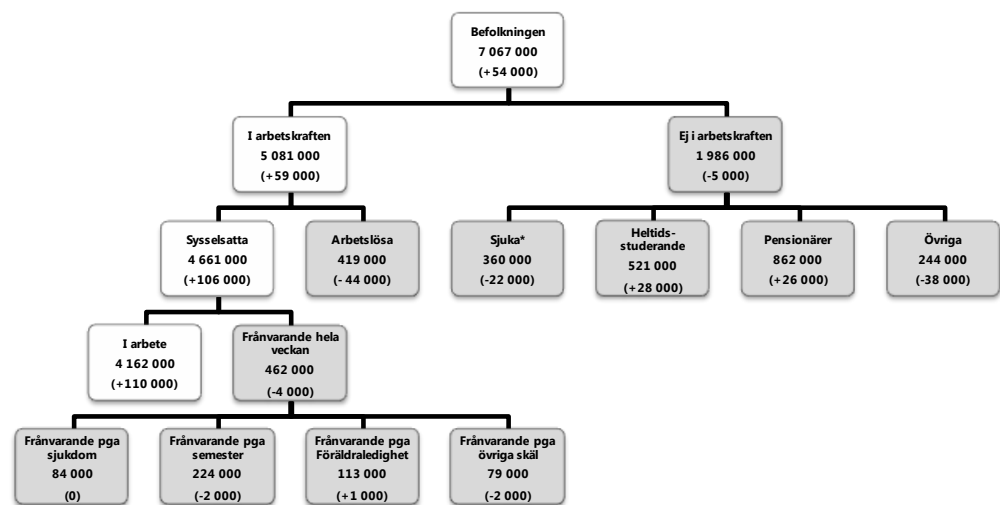 Befolkningen
7 067 000
(+54 000)
I arbetskraften
5 081 000
(+59 000)
Ej i arbetskraften
1 986 000
(-5 000)
Sysselsatta
4 661 000
(+106 000)
Arbetslösa
419 000
(- 44 000)
Sjuka*
360 000
(-22 000)
Heltids-
studerande
521 000
(+28 000)
Pensionärer
862 000
(+26 000)
Övriga
244 000
(-38 000)
I arbete
4 162 000
(+110 000)
Frånvarande hela
veckan
462 000
(-4 000)
Frånvarande pga
sjukdom
84 000
(0)
Frånvarande pga
semester
224 000
(-2 000)
Frånvarande pga
Föräldraledighet
113 000
(+1 000)
Frånvarande pga
övriga skäl
79 000
(-2 000)